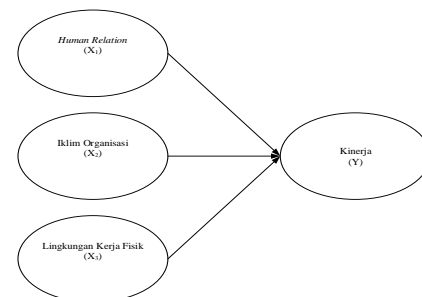 Human Relation
(X₁)
Iklim Organisasi
(X₂)
Kinerja
(Y)
Lingkungan Kerja Fisik
(X₃)